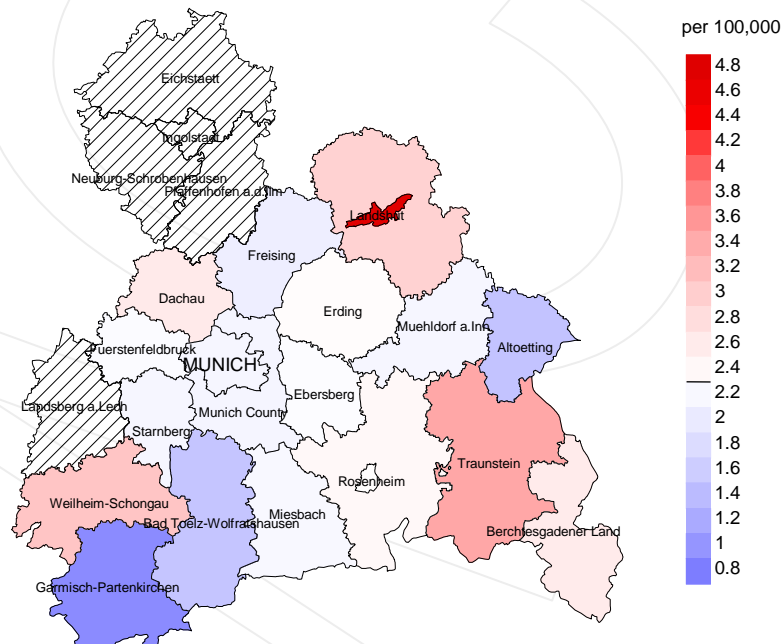 per 100,000
4.8
4.6
4.4
4.2
4
3.8
3.6
3.4
3.2
3
2.8
2.6
2.4
2.2
2
1.8
1.6
1.4
1.2
1
0.8
Eichstaett
Ingolstadt
Neuburg-Schrobenhausen
Pfaffenhofen a.d.Ilm
Landshut
Freising
Dachau
Erding
Muehldorf a.Inn
Altoetting
Fuerstenfeldbruck
MUNICH
Ebersberg
Landsberg a.Lech
Munich County
Starnberg
Traunstein
Rosenheim
Weilheim-Schongau
Miesbach
Bad Toelz-Wolfratshausen
Berchtesgadener Land
Garmisch-Partenkirchen